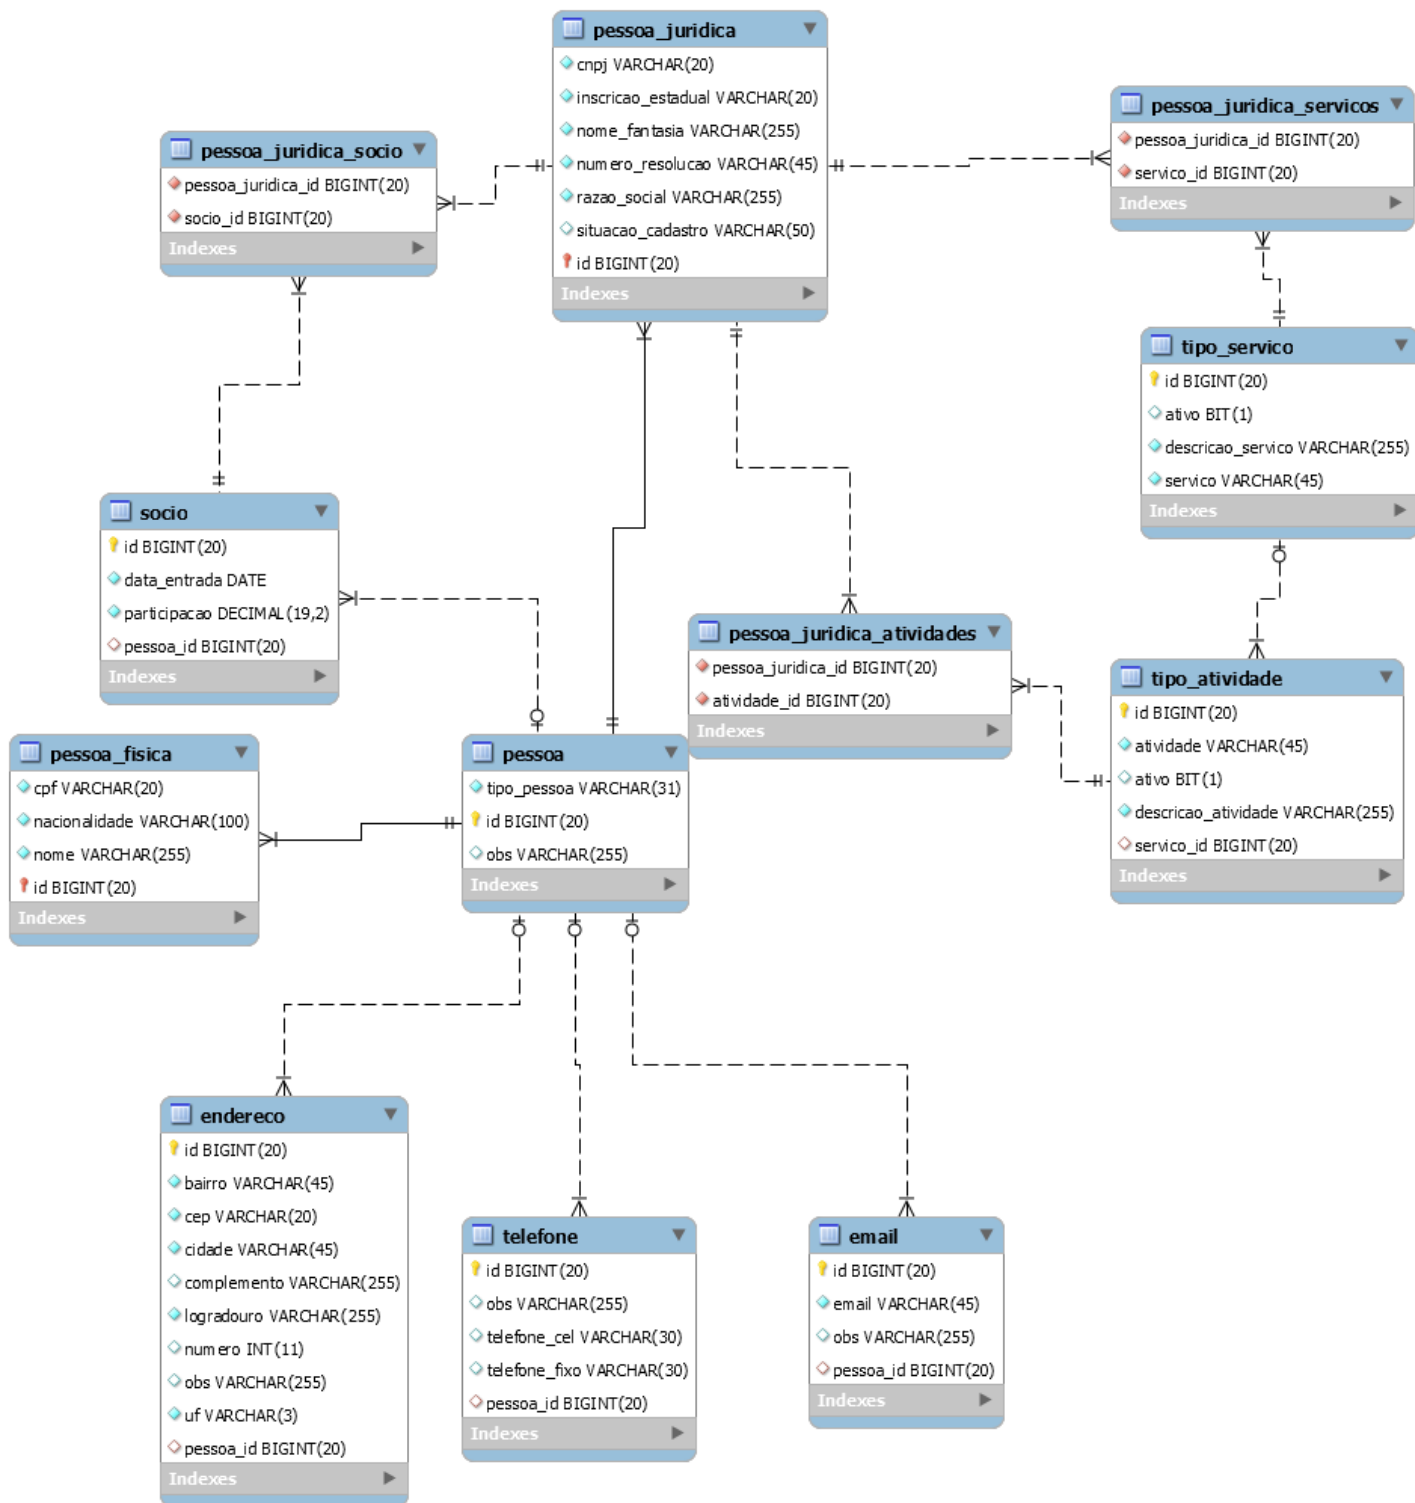 pessoa_juridica
cnpj VARCHAR(20)
inscricao_estadual VARCHAR(20)
nome_fantasia VARCHAR(255)
numero_resolucao VARCHAR(45)
razao_social VARCHAR(255)
situacao_cadastro VARCHAR(50)
id BIGINT(20)
Indexes
pessoa_juridica_servicos
pessoa_juridica_id BIGINT(20)
servico_id BIGINT(20)
Indexes
pessoa_juridica_socio
pessoa_juridica_id BIGINT(20)
socio_id BIGINT(20)
Indexes
tipo_servico
id BIGINT(20)
ativo BIT(1)
descricao_servico VARCHAR(255)
servico VARCHAR(45)
Indexes
socio
id BIGINT(20)
data_entrada DATE
participacao DECIMAL(19,2)
pessoa_id BIGINT(20)
Indexes
pessoa_juridica_atividades
pessoa_juridica_id BIGINT(20)
atividade_id BIGINT(20)
Indexes
tipo_atividade
id BIGINT(20)
atividade VARCHAR(45)
ativo BIT(1)
descricao_atividade VARCHAR(255)
servico_id BIGINT(20)
Indexes
pessoa_fisica
cpf VARCHAR(20)
nacionalidade VARCHAR(100)
nome VARCHAR(255)
id BIGINT(20)
Indexes
pessoa
tipo_pessoa VARCHAR(31)
id BIGINT(20)
obs VARCHAR(255)
Indexes
endereco
id BIGINT(20)
bairro VARCHAR(45)
cep VARCHAR(20)
cidade VARCHAR(45)
complemento VARCHAR(255)
logradouro VARCHAR(255)
numero INT(11)
obs VARCHAR(255)
uf VARCHAR(3)
pessoa_id BIGINT(20)
Indexes
telefone
id BIGINT(20)
obs VARCHAR(255)
telefone_cel VARCHAR(30)
telefone_fixo VARCHAR(30)
pessoa_id BIGINT(20)
Indexes
email
id BIGINT(20)
email VARCHAR(45)
obs VARCHAR(255)
pessoa_id BIGINT(20)
Indexes